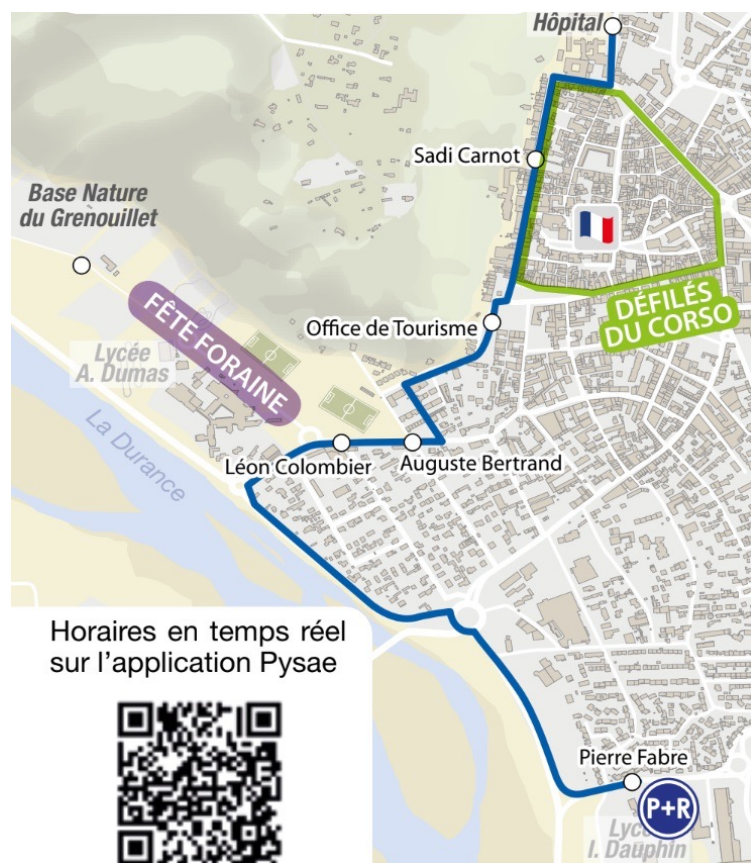 Hôpital
Sadi Carnot
Base Nature
du Grenouillet
FÊTE FORAINE
DÉFILÉS
DU CORSO
Office de Tourisme
Lycée
A. Dumas
La Durance
Léon Colombier
Auguste Bertrand
Horaires en temps réel
sur l'application Pysae
Pierre Fabre
P+R
I. Dauphin